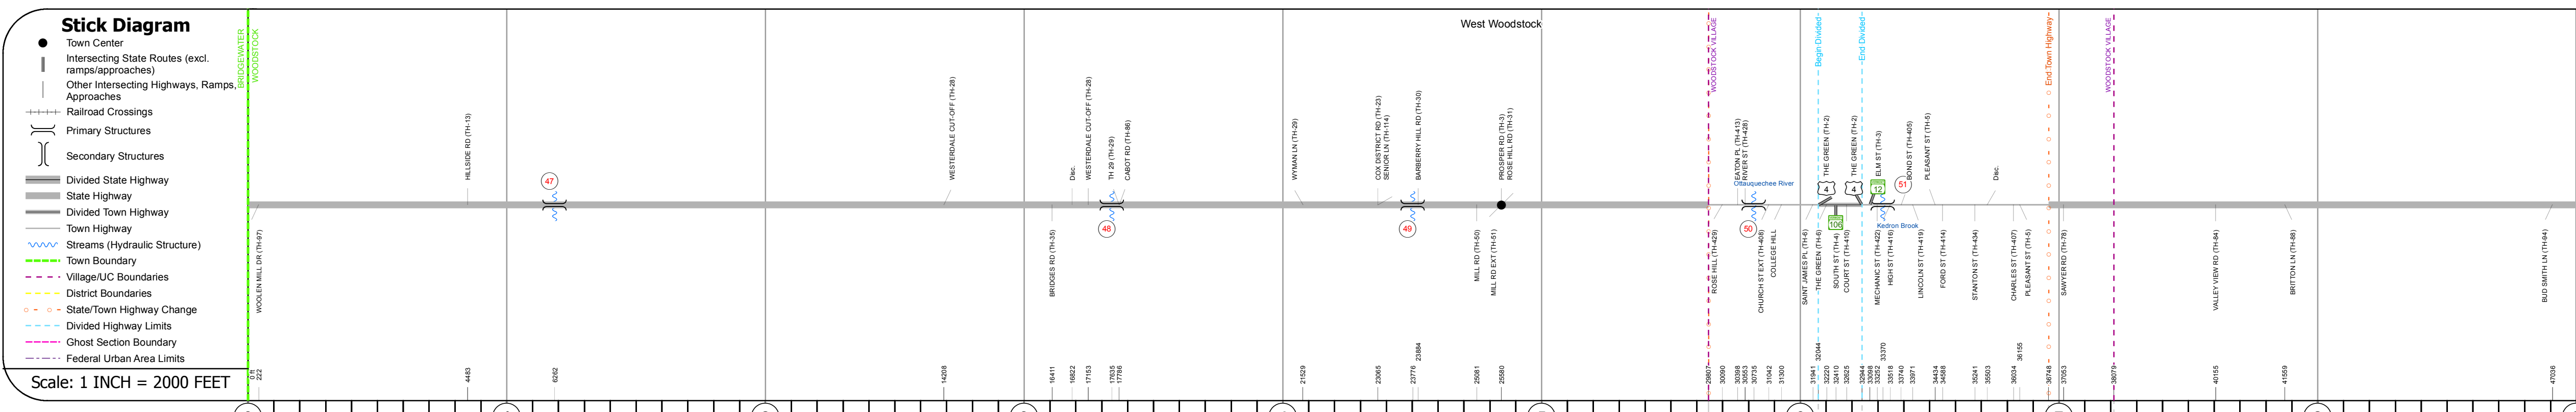 Stick Diagram
Town Center
Intersecting State Routes (excl.
ramps/approaches)
Other Intersecting Highways, Ramps,
Approaches
Railroad Crossings
Primary Structures
Secondary Structures
Divided State Highway
State Highway
Divided Town Highway
Town Highway
Streams (Hydraulic Structure)
Town Boundary
Village/UC Boundaries
District Boundaries
State/Town Highway Change
Divided Highway Limits
Ghost Section Boundary
Federal Urban Area Limits
Scale: 1 INCH = 2000 FEET
BRIDGEWATER
WOODSTOCK
West Woodstock
WOODSTOCK VILLAGE
Begin Divided
End Divided
End Town Highway
WOODSTOCK VILLAGE
HILLSIDE RD (TH-13)
WESTERDALE CUT-OFF (TH-28)
Disc.
WESTERDALE CUT-OFF (TH-28)
TH 29 (TH-29)
CABOT RD (TH-86)
WYMAN LN (TH-29)
COX DISTRICT RD (TH-23)
SENIOR LN (TH-114)
BARBERRY HILL RD (TH-30)
PROSPER RD (TH-3)
ROSE HILL RD (TH-31)
EATON PL (TH-413)
RIVER ST (TH-428)
THE GREEN (TH-2)
THE GREEN (TH-2)
ELM ST (TH-3)
BOND ST (TH-405)
PLEASANT ST (TH-5)
Disc.
47
48
49
50
51
Ottauquechee River
Kedron Brook
4
4
12
106
WOOLEN MILL DR (TH-97)
BRIDGES RD (TH-35)
MILL RD (TH-50)
MILL RD EXT (TH-51)
ROSE HILL (TH-429)
CHURCH ST EXT (TH-408)
COLLEGE HILL
SAINT JAMES PL (TH-6)
THE GREEN (TH-6)
SOUTH ST (TH-4)
COURT ST (TH-410)
MECHANIC ST (TH-422)
HIGH ST (TH-416)
LINCOLN ST (TH-419)
FORD ST (TH-414)
STANTON ST (TH-434)
CHARLES ST (TH-407)
PLEASANT ST (TH-5)
SAWYER RD (TH-78)
VALLEY VIEW RD (TH-84)
BRITTON LN (TH-88)
BUD SMITH LN (TH-94)
0 ft
222
4483
6262
14208
16411
16822
17153
17635
17786
21529
23065
23776
23884
25081
25580
29807
30090
30398
30553
30735
31042
31300
31941
32044
32220
32410
32625
32944
33098
33252
33370
33518
33740
33971
34434
34588
35241
35503
36034
36155
36748
37053
38079
40155
41559
47036